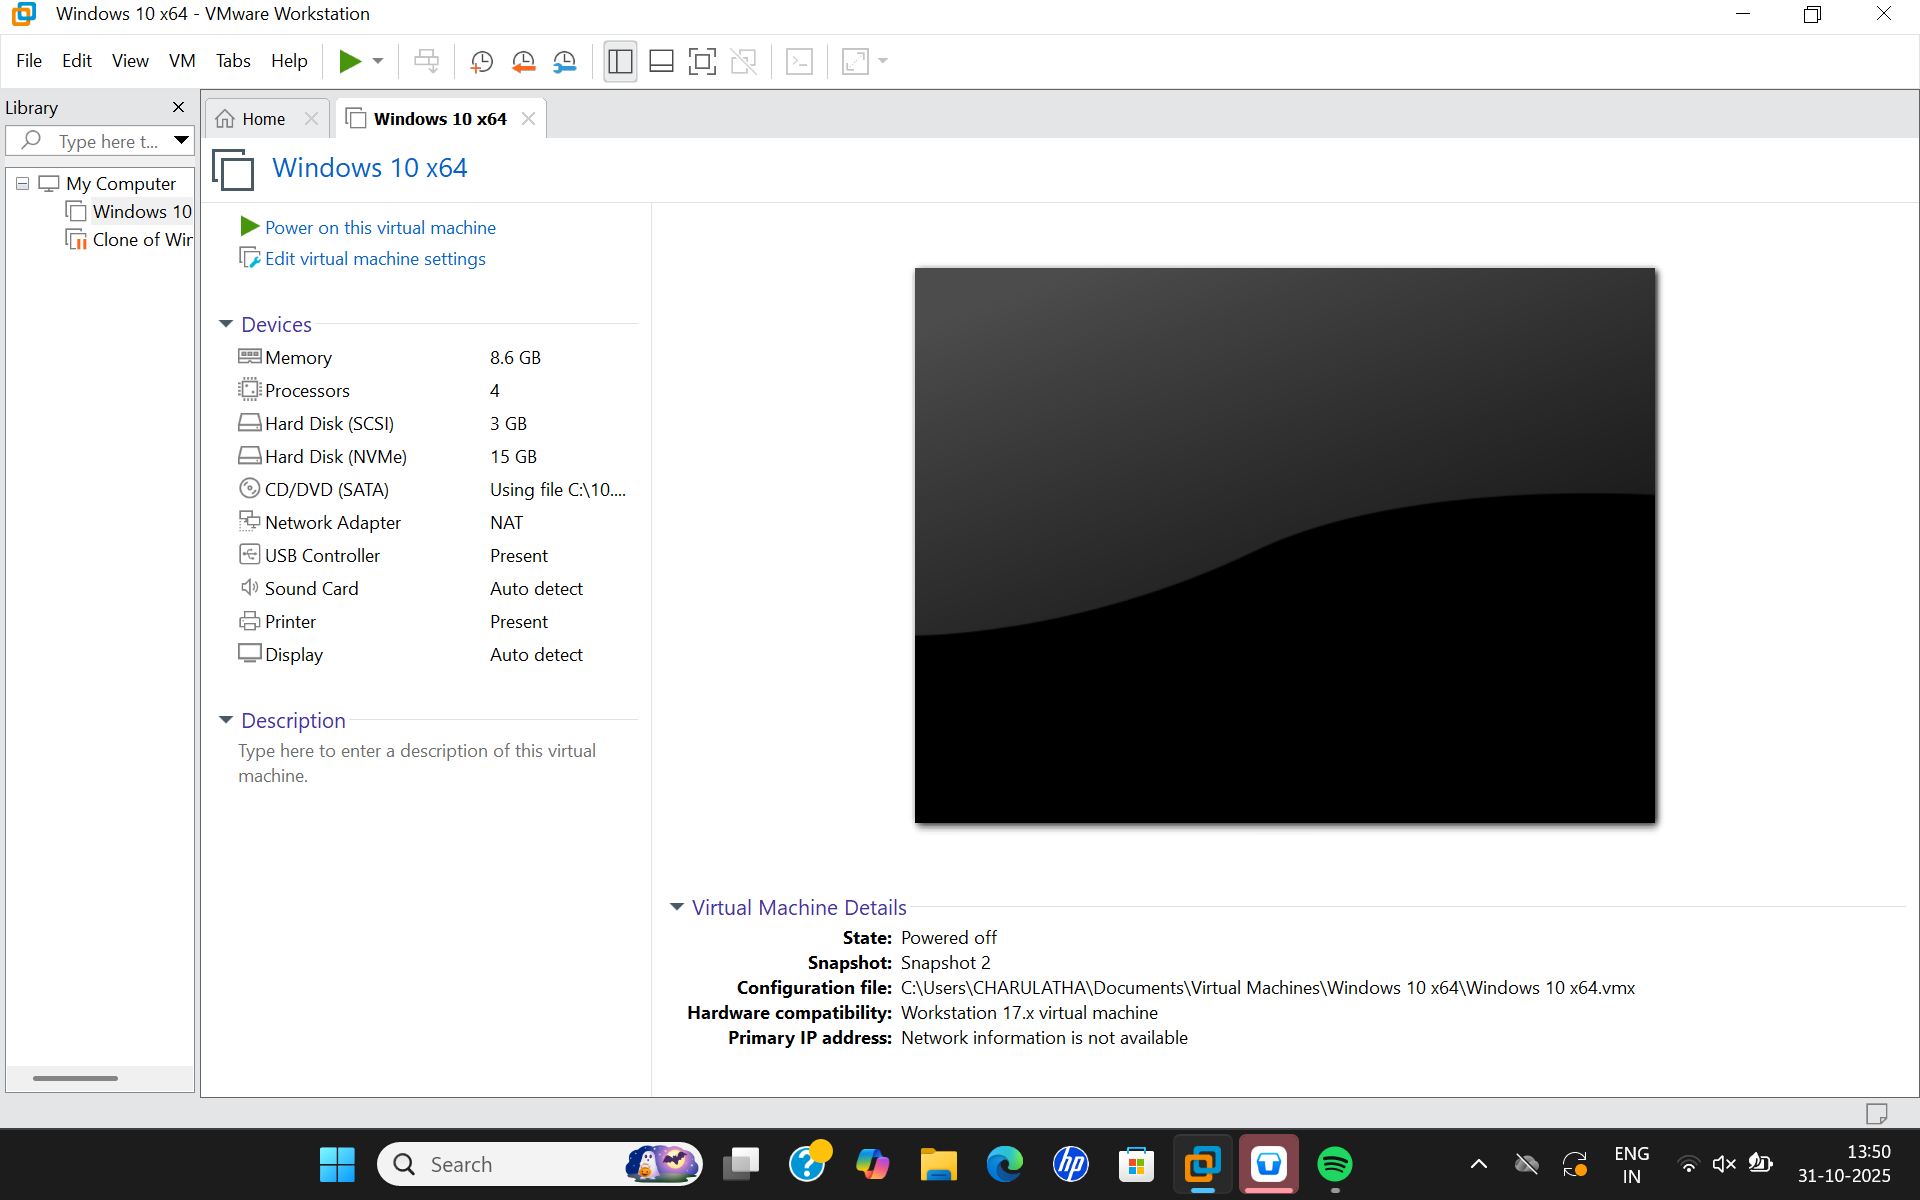 Windows 10 x64 - VMware Workstation
File Edit View VM Tabs Help
Library
Type here t...
My Computer
Windows 10
Clone of Wir
Home
Windows 10 x64
Windows 10 x64
Power on this virtual machine
Edit virtual machine settings
Devices
Memory 8.6 GB
Processors 4
Hard Disk (SCSI) 3 GB
Hard Disk (NVMe) 15 GB
CD/DVD (SATA) Using file C:\10....
Network Adapter NAT
USB Controller Present
Sound Card Auto detect
Printer Present
Display Auto detect
Description
Type here to enter a description of this virtual
machine.
Virtual Machine Details
State: Powered off
Snapshot: Snapshot 2
Configuration file: C:\Users\CHARULATHA\Documents\Virtual Machines\Windows 10 x64\Windows 10 x64.vmx
Hardware compatibility: Workstation 17.x virtual machine
Primary IP address: Network information is not available
Search
hp
ENG
IN
13:50
31-10-2025